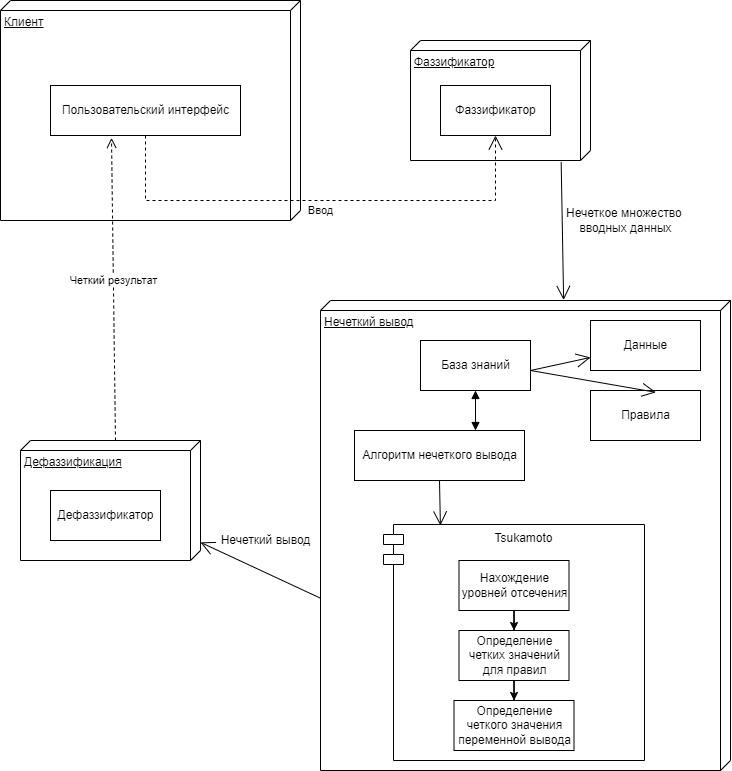 Клиент
Пользовательский интерфейс
Фаззификатор
Фаззификатор
Ввод
Нечеткое множество
вводных данных
Четкий результат
Нечеткий вывод
База знаний
Данные
Правила
Алгоритм нечеткого вывода
Дефаззификация
Дефаззификатор
Нечеткий вывод
Tsukamoto
Нахождение
уровней отсечения
Определение
четких значений
для правил
Определение
четкого значения
переменной вывода